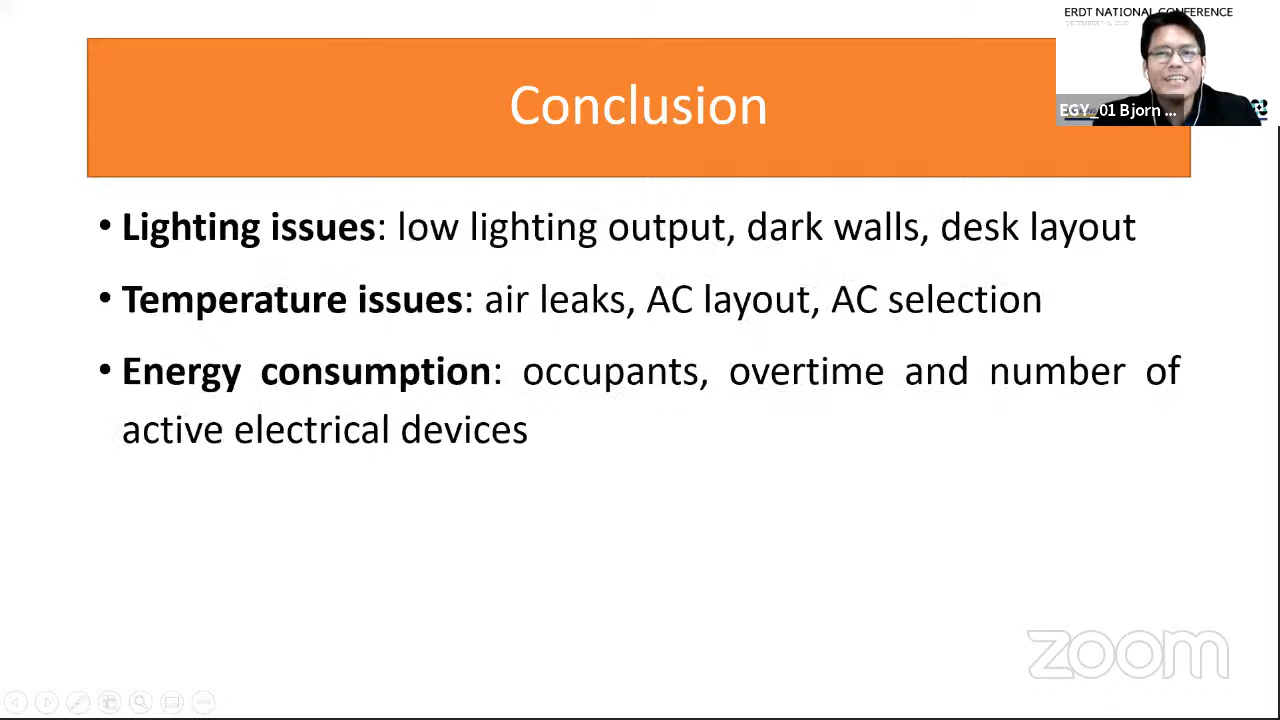 ERDT NATIONAL CONFERENCE
Conclusion
EGY_01 Bjorn ...
• Lighting issues: low lighting output, dark walls, desk layout
• Temperature issues: air leaks, AC layout, AC selection
• Energy consumption: occupants, overtime and number of
active electrical devices
zoom